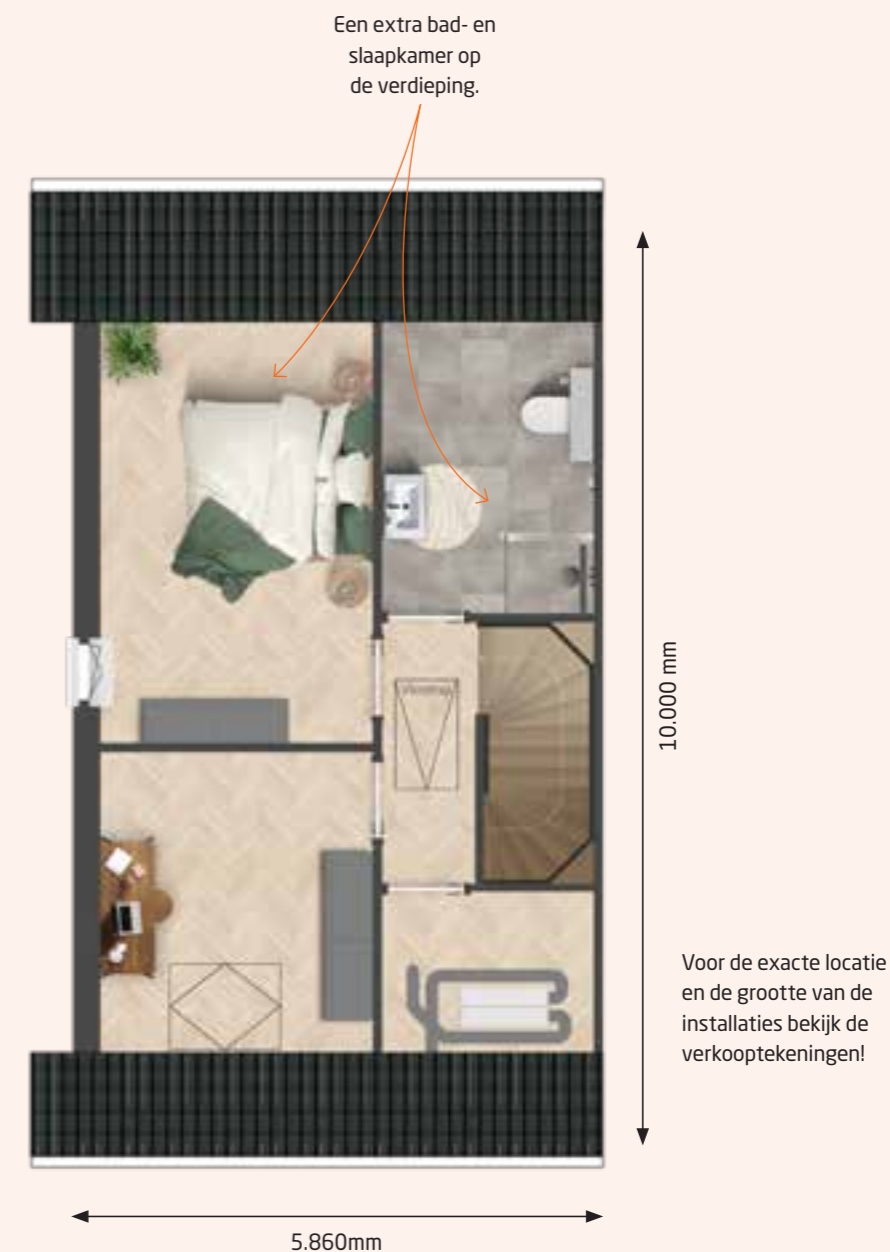 Een extra bad- en
slaapkamer op
de verdieping.
10.000 mm
Voor de exacte locatie
en de grootte van de
installaties bekijk de
verkooptekeningen!
5.860mm